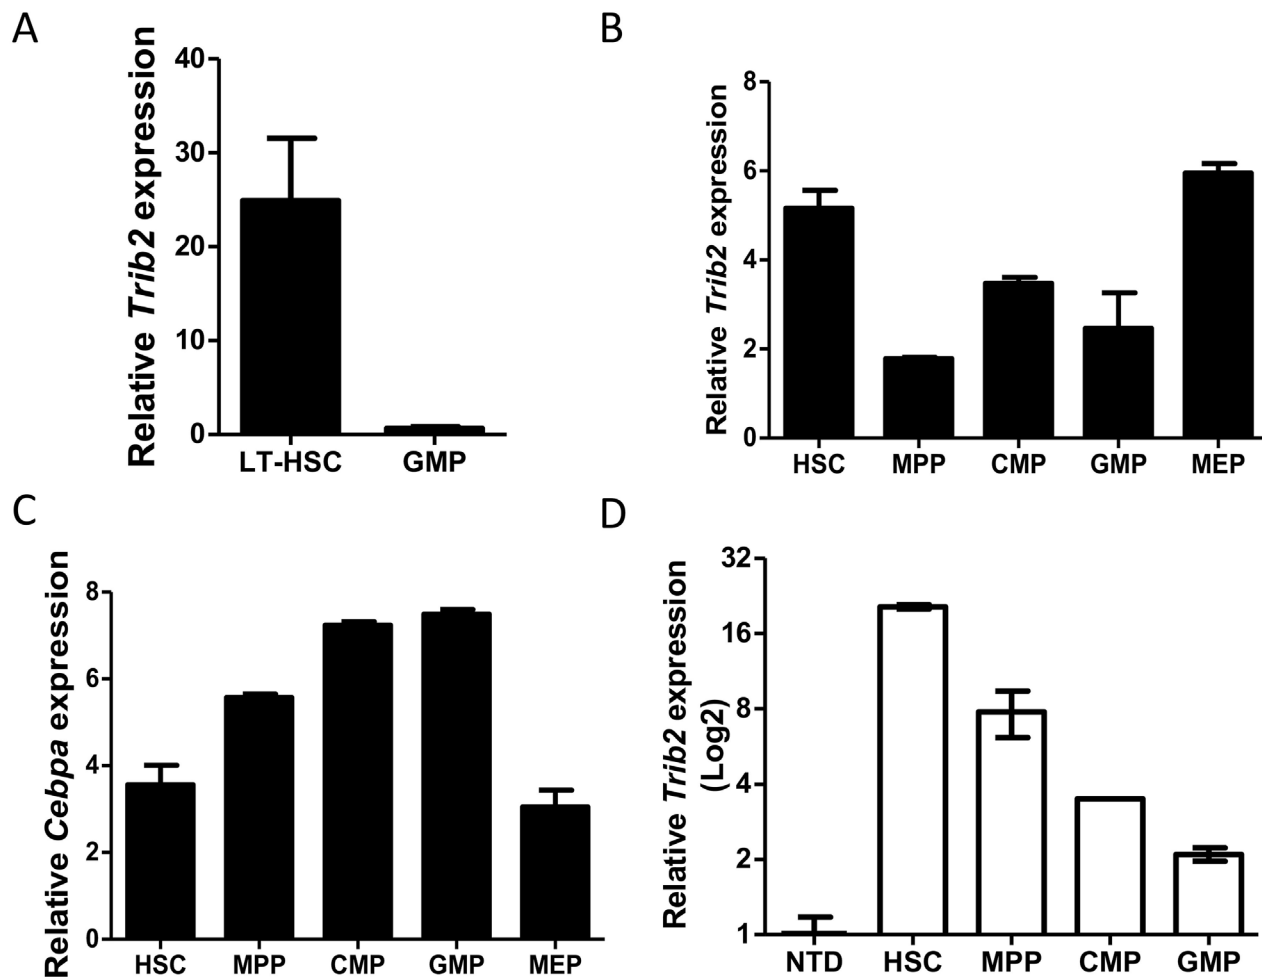 A
Relative Trib2 expression
40
30
20
10
0
LT-HSC GMP
B
Relative Trib2 expression
8
6
4
2
0
HSC MPP CMP GMP MEP
C
Relative Cebpa expression
8
6
4
2
0
HSC MPP CMP GMP MEP
D
Relative Trib2 expression
(Log2)
32
16
8
4
2
1
NTD HSC MPP CMP GMP